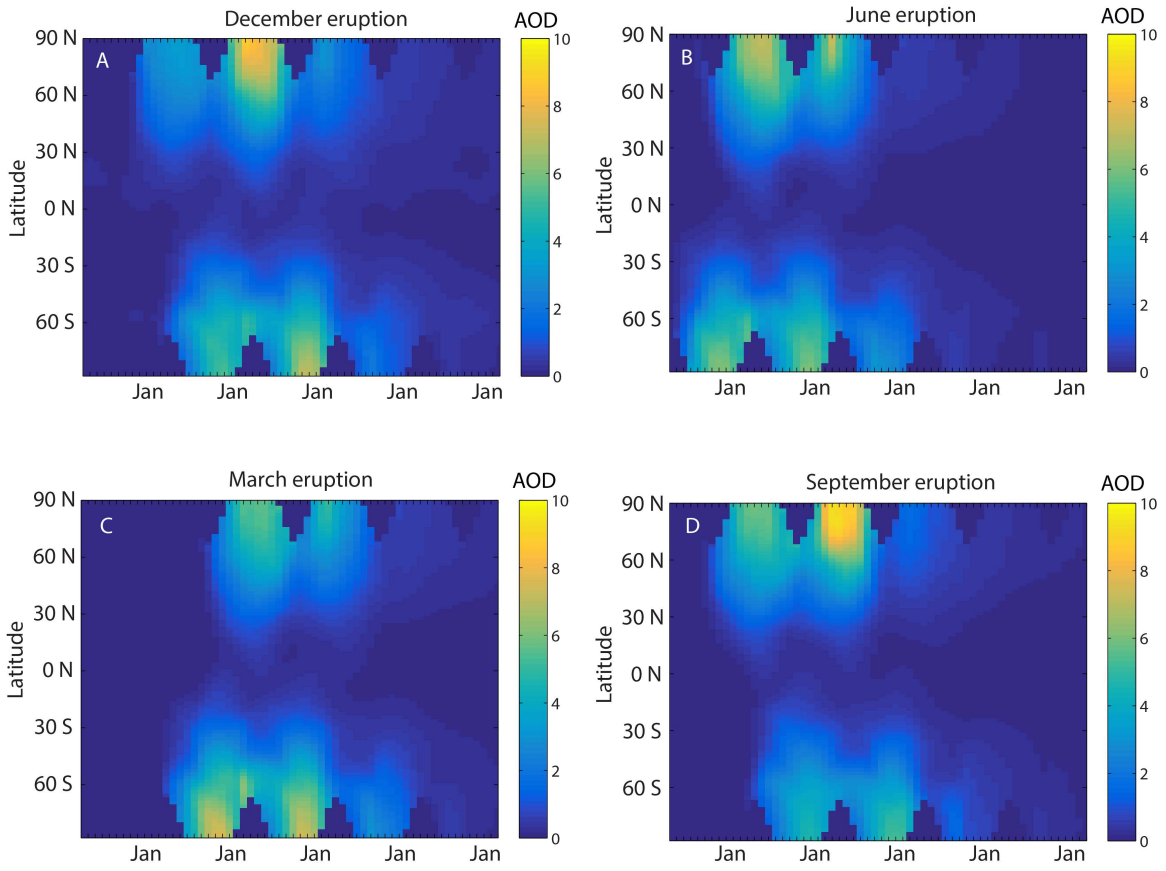 December eruption
AOD
A
90 N
60 N
30 N
0 N
30 S
60 S
Latitude
Jan Jan Jan Jan Jan
10
8
6
4
2
0
June eruption
AOD
B
90 N
60 N
30 N
0 N
30 S
60 S
Latitude
Jan Jan Jan Jan Jan
10
8
6
4
2
0
March eruption
AOD
C
90 N
60 N
30 N
0 N
30 S
60 S
Latitude
Jan Jan Jan Jan Jan
10
8
6
4
2
0
September eruption
AOD
D
90 N
60 N
30 N
0 N
30 S
60 S
Latitude
Jan Jan Jan Jan Jan
10
8
6
4
2
0